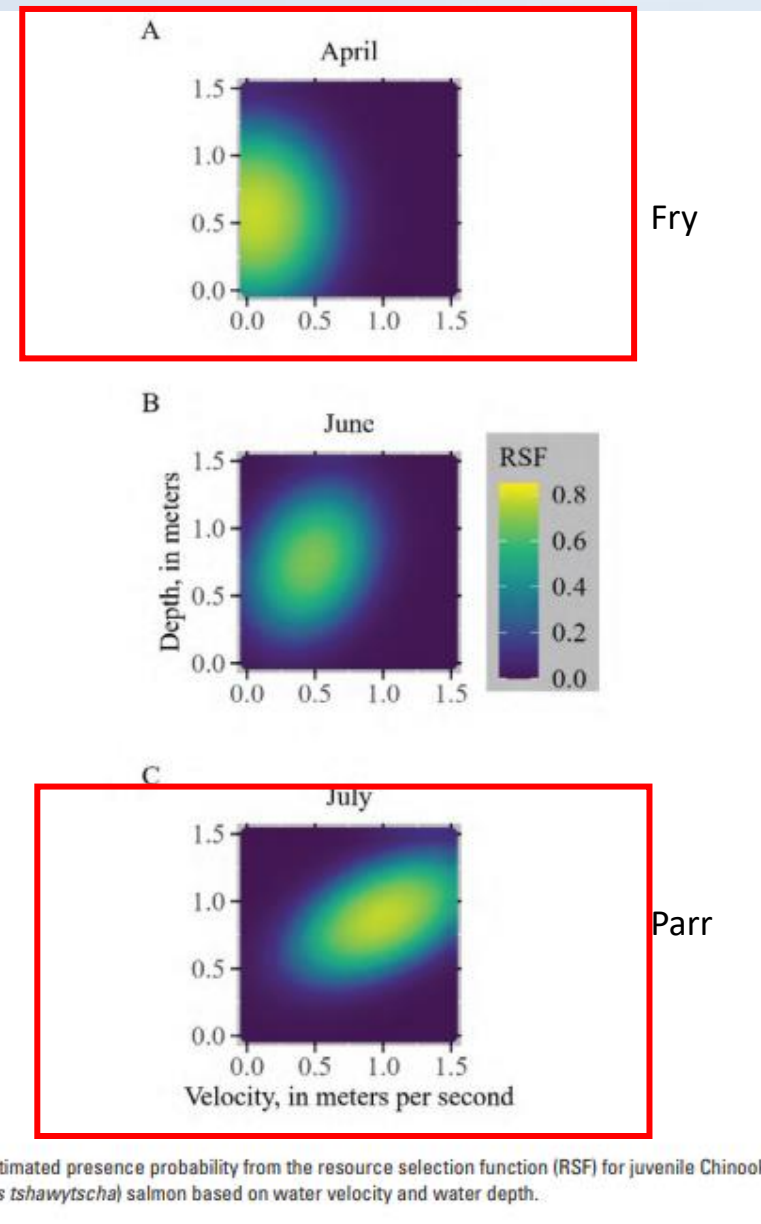 A
April
1.5
1.0
0.5
0.0
0.0 0.5 1.0 1.5
Fry
B
June
Depth, in meters
1.5
1.0
0.5
0.0
0.0 0.5 1.0 1.5
RSF
0.8
0.6
0.4
0.2
0.0
C
July
1.5
1.0
0.5
0.0
0.0 0.5 1.0 1.5
Velocity, in meters per second
Parr
timated presence probability from the resource selection function (RSF) for juvenile Chinool
s tshawytscha) salmon based on water velocity and water depth.